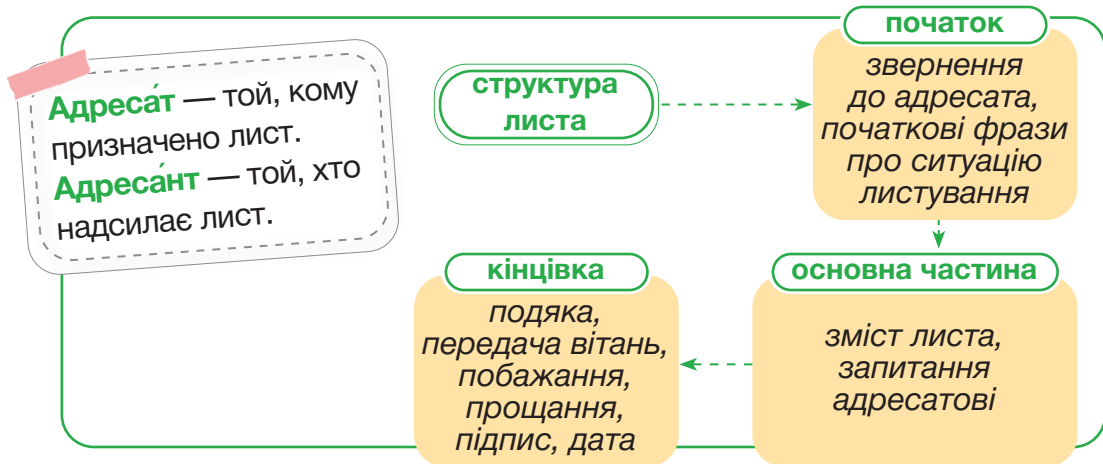 Адреса́т — той, кому
призначено лист.
Адреса́нт — той, хто
надсилає лист.
структура
листа
початок
звернення
до адресата,
початкові фрази
про ситуацію
листування
основна частина
зміст листа,
запитання
адресатові
кінцівка
подяка,
передача вітань,
побажання,
прощання,
підпис, дата